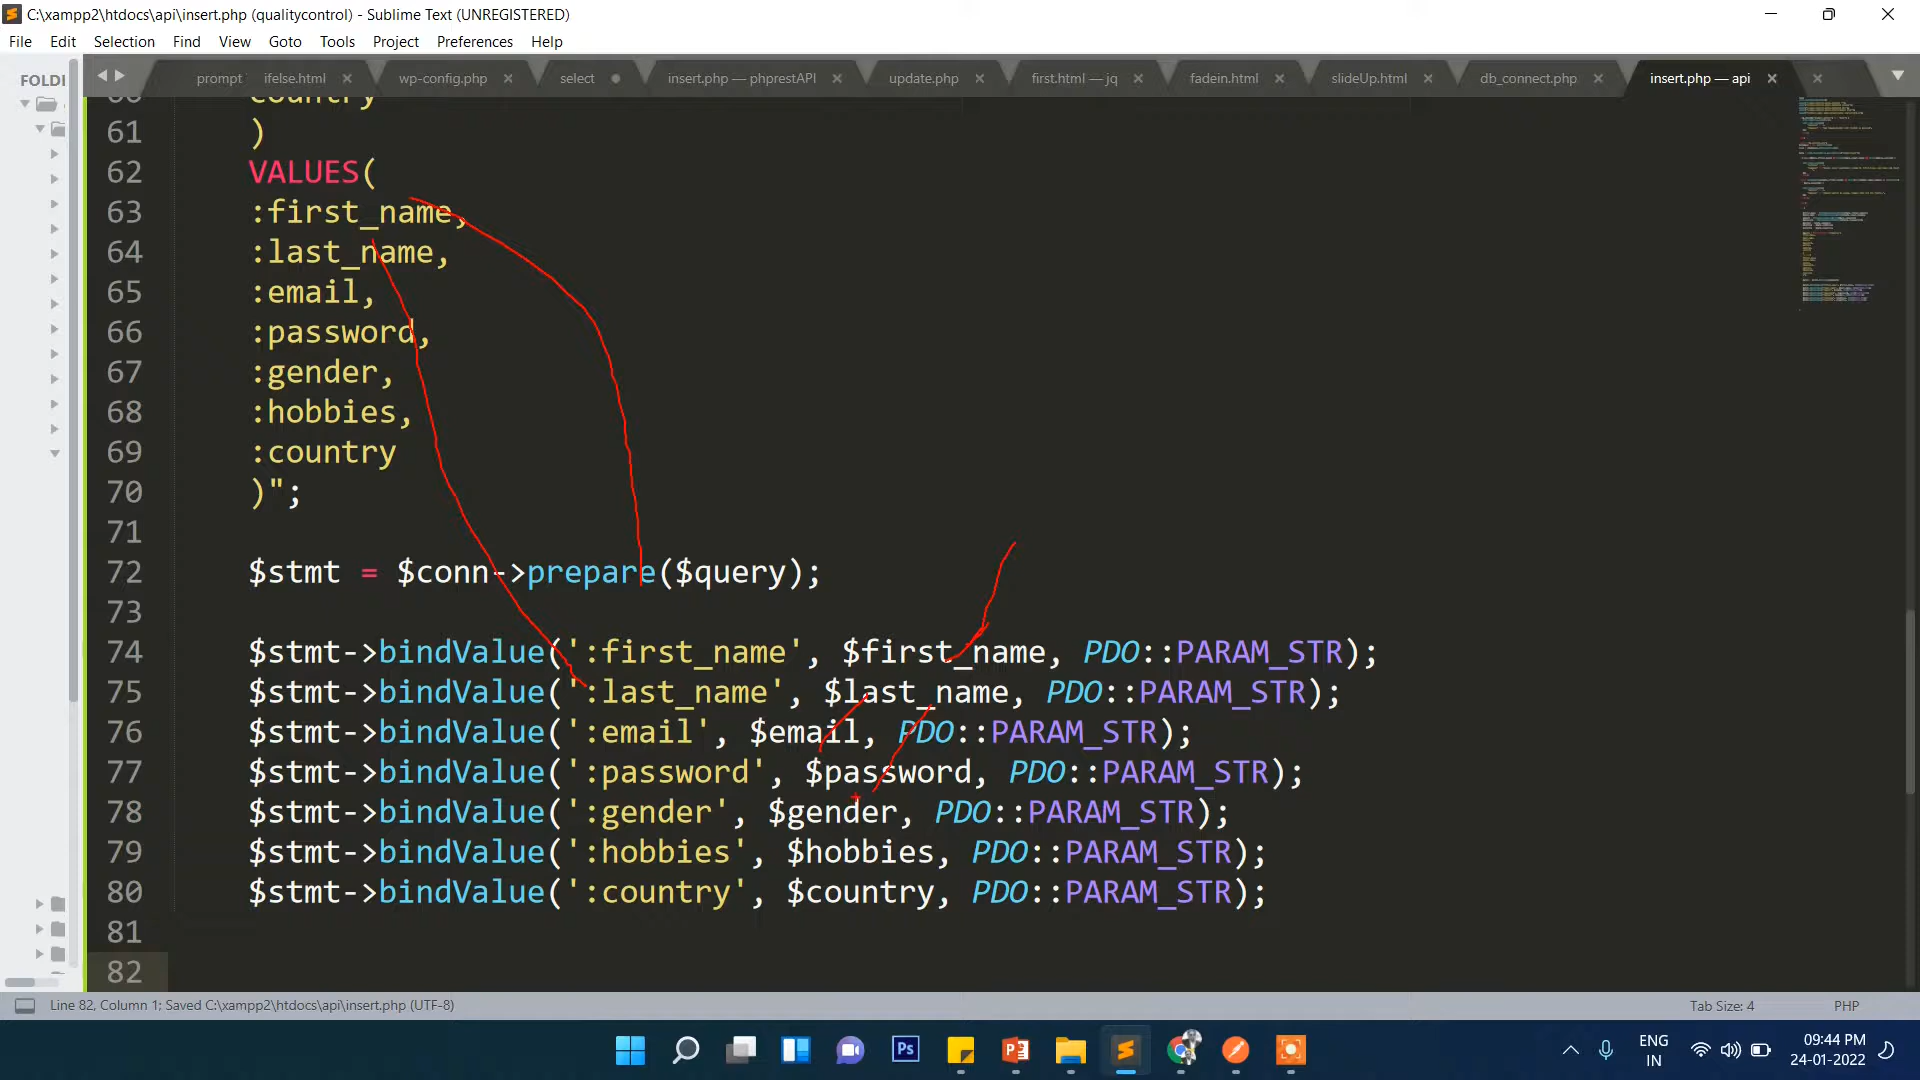 C:\xampp2\htdocs\api\insert.php (qualitycontrol) - Sublime Text (UNREGISTERED)
File Edit Selection Find View Goto Tools Project Preferences Help
FOLDI
prompt ifelse.html wp-config.php select insert.php — phprestAPI update.php first.html — jq fadein.html slideUp.html db_connect.php insert.php — api
60 country
61 )
62 VALUES(
63 :first_name,
64 :last_name,
65 :email,
66 :password,
67 :gender,
68 :hobbies,
69 :country
70 )";
71
72 $stmt = $conn->prepare($query);
73
74 $stmt->bindValue(':first_name', $first_name, PDO::PARAM_STR);
75 $stmt->bindValue(':last_name', $last_name, PDO::PARAM_STR);
76 $stmt->bindValue(':email', $email, PDO::PARAM_STR);
77 $stmt->bindValue(':password', $password, PDO::PARAM_STR);
78 $stmt->bindValue(':gender', $gender, PDO::PARAM_STR);
79 $stmt->bindValue(':hobbies', $hobbies, PDO::PARAM_STR);
80 $stmt->bindValue(':country', $country, PDO::PARAM_STR);
81
82
Line 82, Column 1; Saved C:\xampp2\htdocs\api\insert.php (UTF-8) Tab Size: 4 PHP
Ps
ENG
IN
09:44 PM
24-01-2022